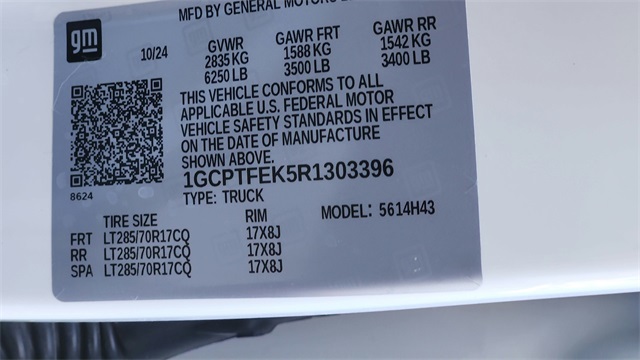 MFD BY GENERAL MOTORS
gm
10/24
GVWR GAWR FRT GAWR RR
2835 KG 1588 KG 1542 KG
6250 LB 3500 LB 3400 LB
THIS VEHICLE CONFORMS TO ALL
APPLICABLE U.S. FEDERAL MOTOR
VEHICLE SAFETY STANDARDS IN EFFECT
ON THE DATE OF MANUFACTURE
SHOWN ABOVE.
1GCPTFEK5R1303396
8624
TYPE: TRUCK
TIRE SIZE RIM MODEL: 5614H43
FRT LT285/70R17CQ 17X8J
RR LT285/70R17CQ 17X8J
SPA LT285/70R17CQ 17X8J